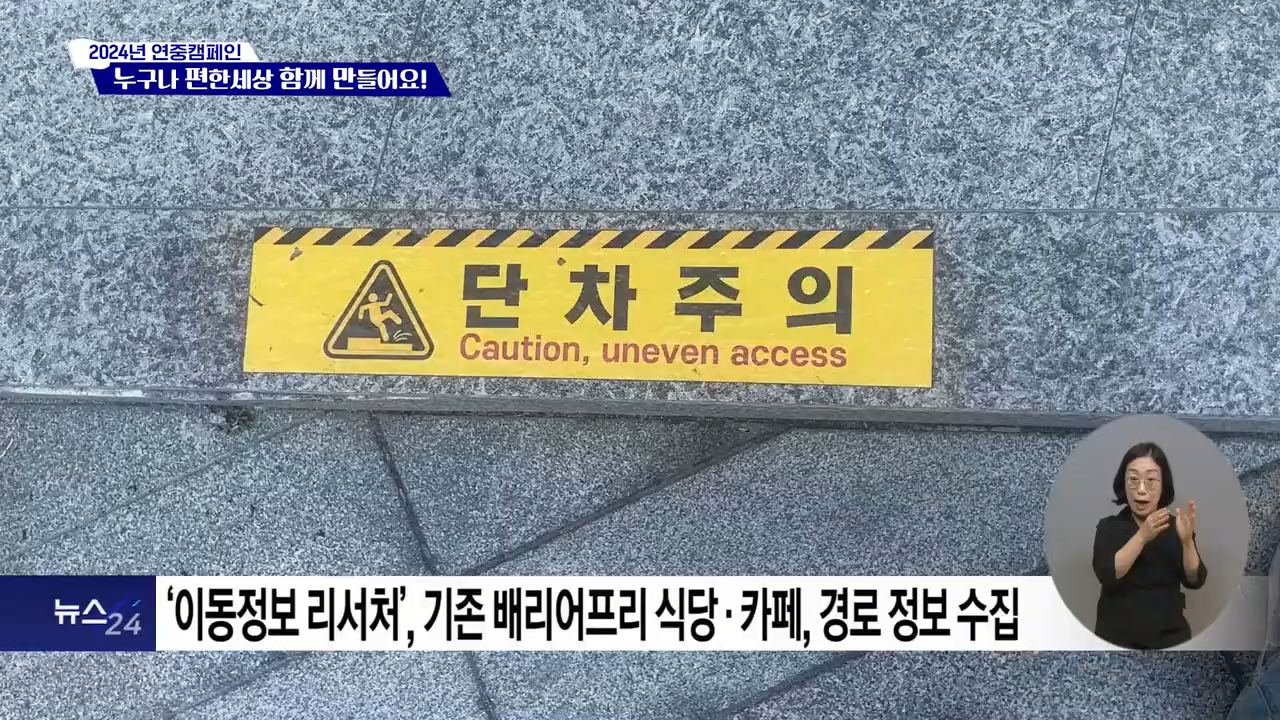 2024년 연중캠페인
누구나 편한세상 함께 만들어요!
단차주의
Caution, uneven access
뉴스24
‘이동정보 리서처’, 기존 배리어프리 식당·카페, 경로 정보 수집